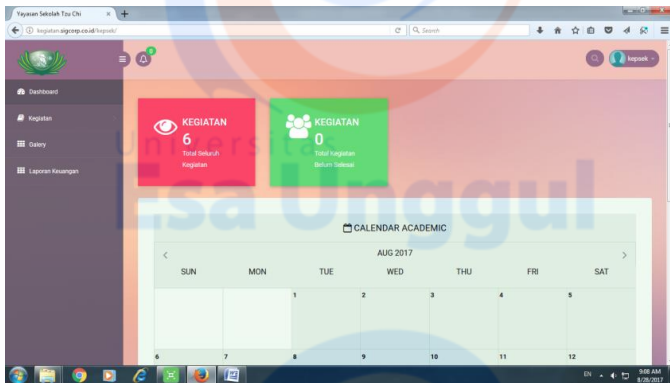 Yayasan Sekolah Tzu Chi
kegiatan.sigcorp.co.id/kepsek/
Search
0
kepsek
Dashboard
Kegiatan
Galery
Laporan Keuangan
KEGIATAN
6
Total Seluruh
Kegiatan
KEGIATAN
0
Total Kegiatan
Belum Selesai
Universitas
Esa Unggul
CALENDAR ACADEMIC
AUG 2017
SUN MON TUE WED THU FRI SAT
1 2 3 4 5
6 7 8 9 10 11 12
EN
9:08 AM
8/28/2017